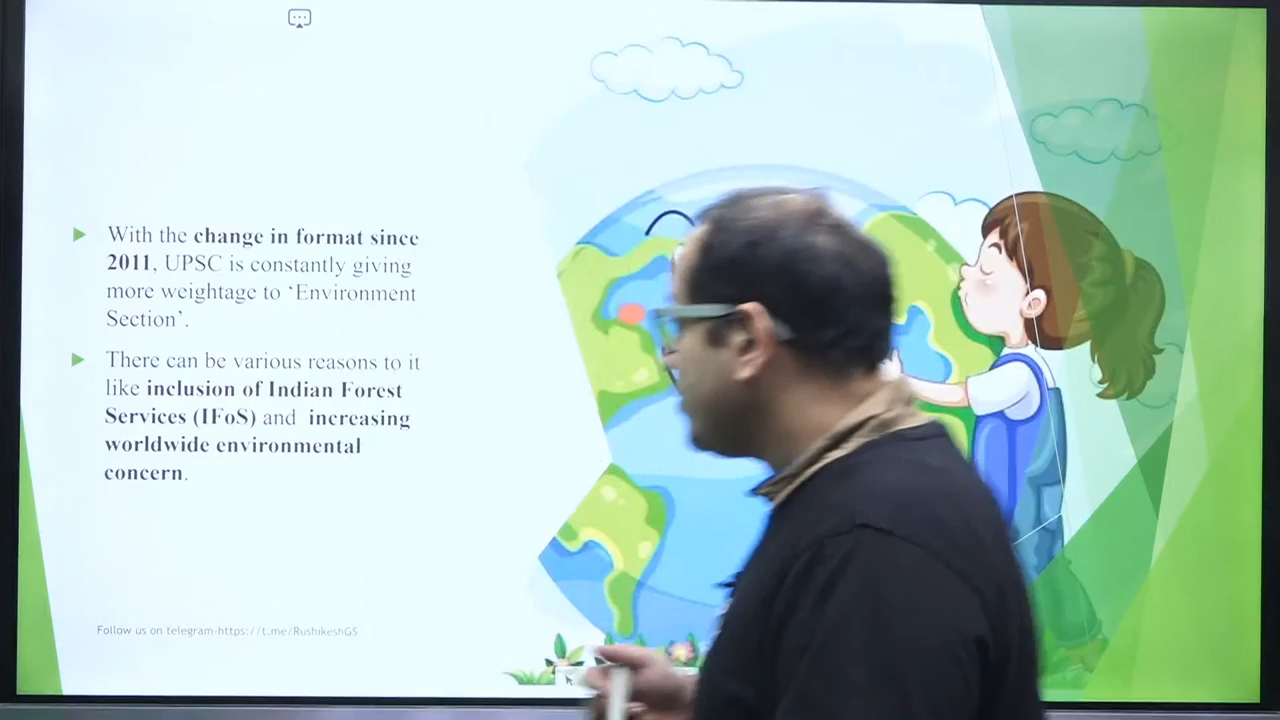 With the change in format since
2011, UPSC is constantly giving
more weightage to ‘Environment
Section’.
There can be various reasons to it
like inclusion of Indian Forest
Services (IFoS) and increasing
worldwide environmental
concern.
Follow us on telegram-https://t.me/RushikeshGS